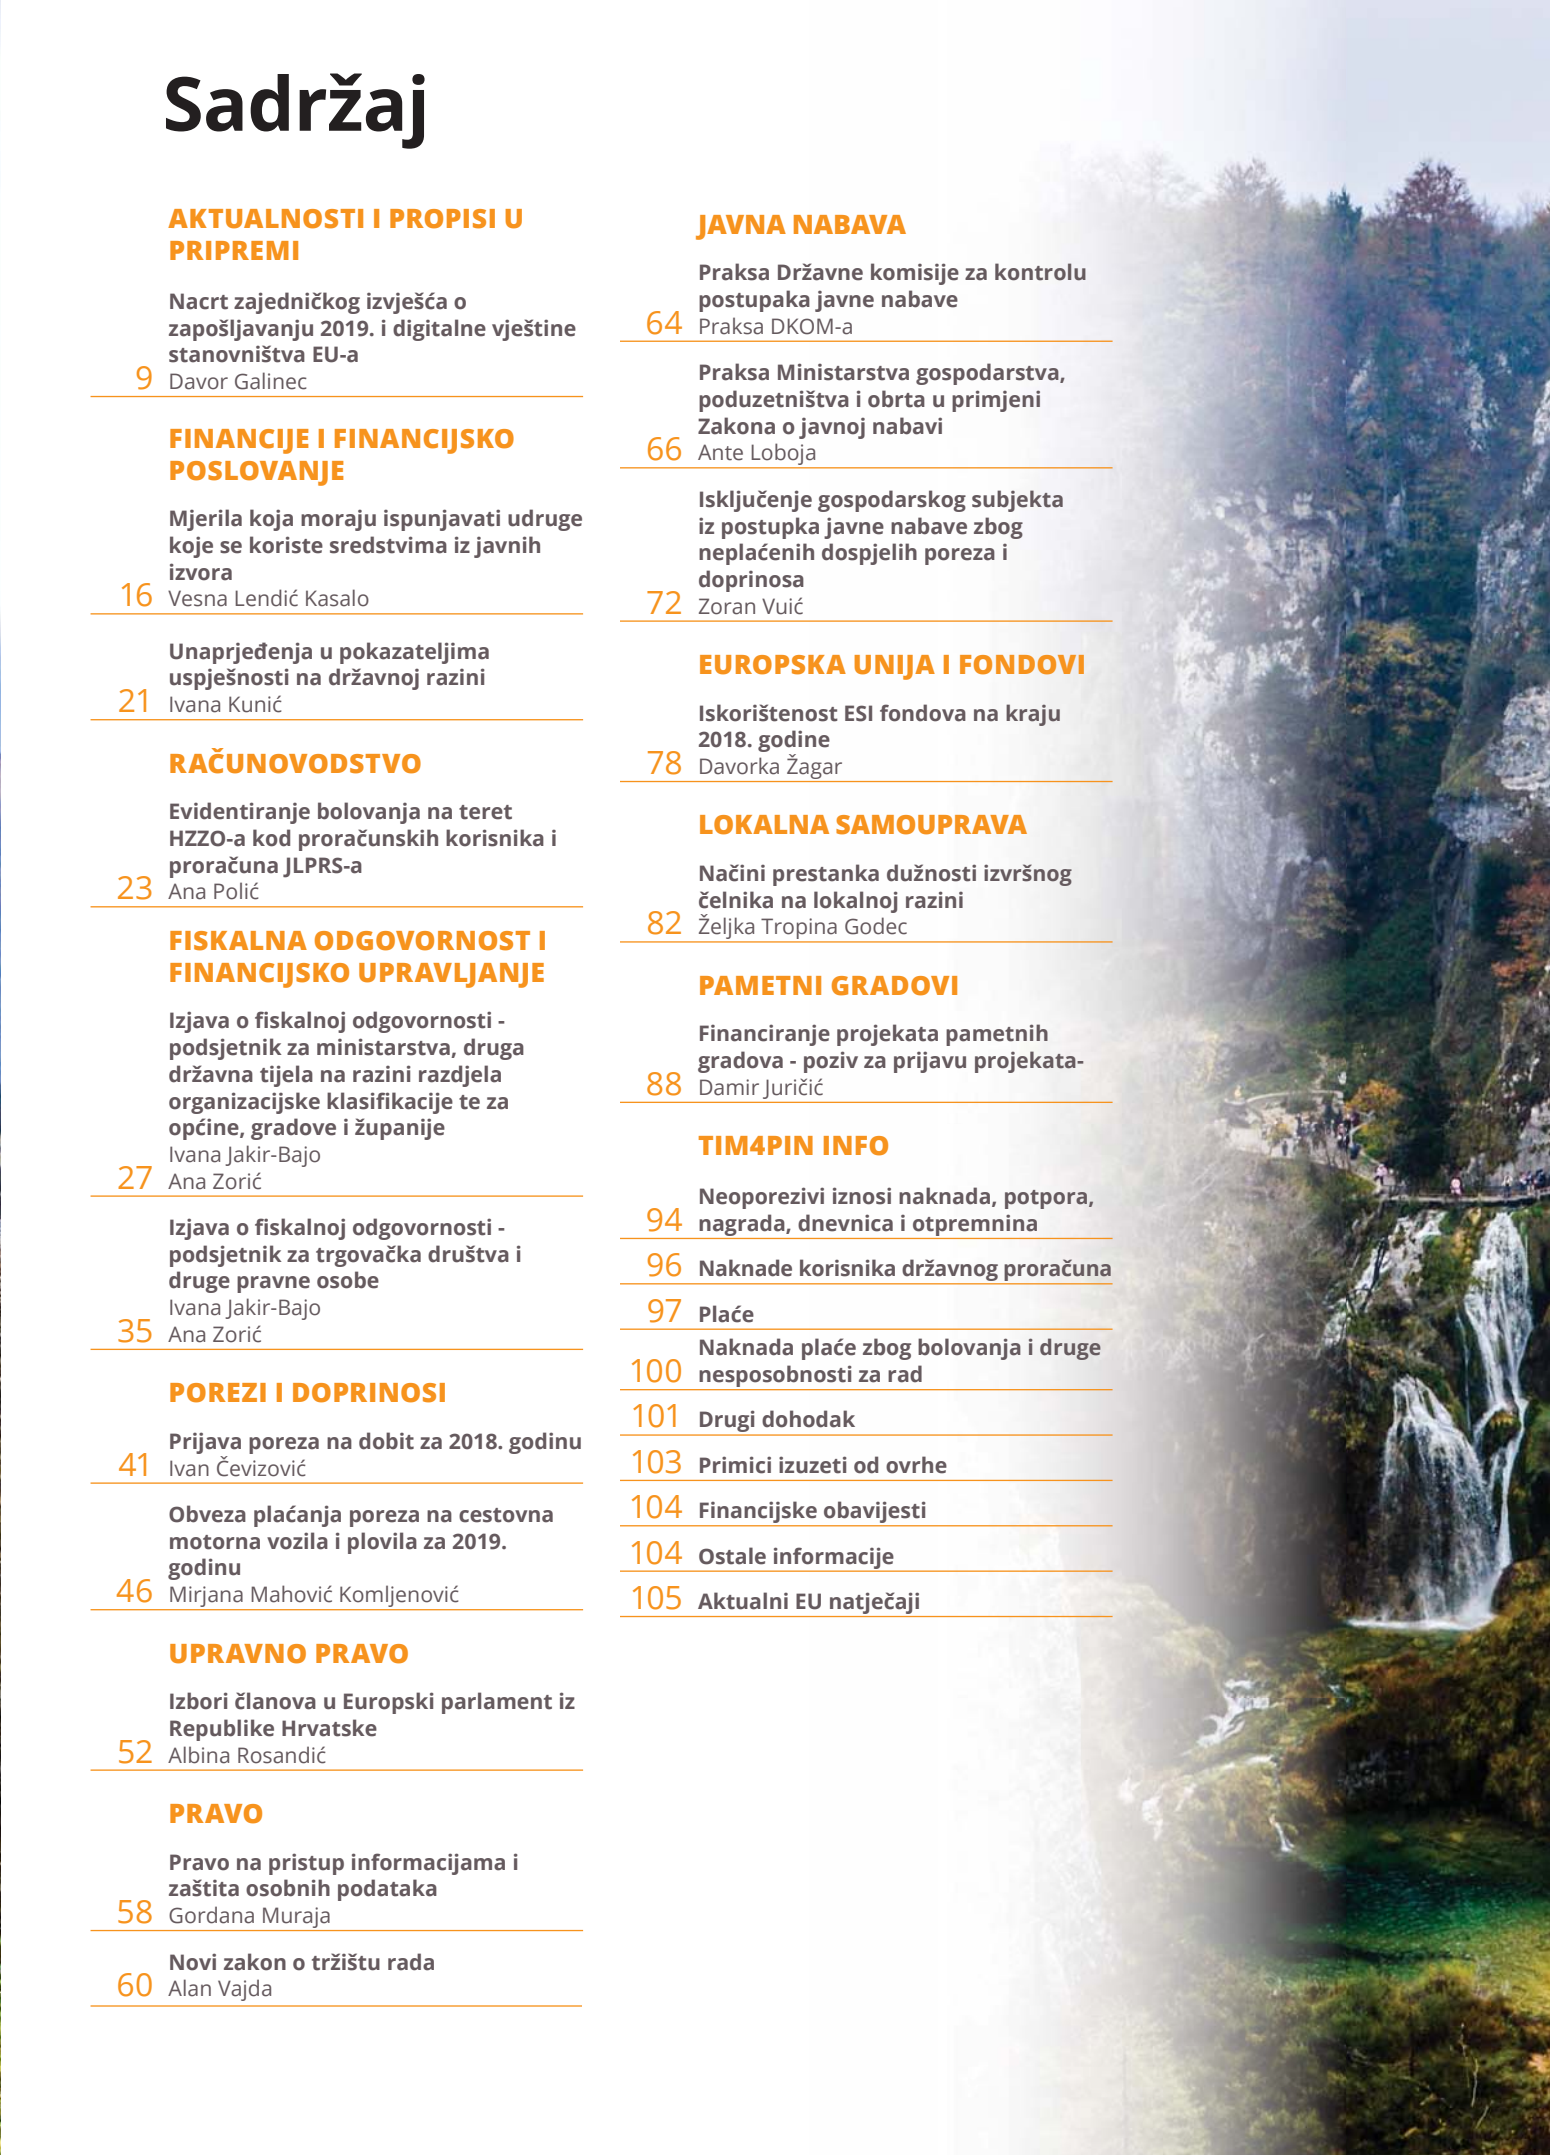 Sadržaj
AKTUALNOSTI I PROPISI U
PRIPREMI
Nacrt zajedničkog izvješća o
zapošljavanju 2019. i digitalne vještine
stanovništva EU-a
9 Davor Galinec
FINANCIJE I FINANCIJSKO
POSLOVANJE
Mjerila koja moraju ispunjavati udruge
koje se koriste sredstvima iz javnih
izvora
16 Vesna Lendić Kasalo
Unaprjeđenja u pokazateljima
uspješnosti na državnoj razini
21 Ivana Kunić
RAČUNOVODSTVO
Evidentiranje bolovanja na teret
HZZO-a kod proračunskih korisnika i
proračuna JLPRS-a
23 Ana Polić
FISKALNA ODGOVORNOST I
FINANCIJSKO UPRAVLJANJE
Izjava o fiskalnoj odgovornosti -
podsjetnik za ministarstva, druga
državna tijela na razini razdjela
organizacijske klasifikacije te za
općine, gradove i županije
Ivana Jakir-Bajo
27 Ana Zorić
Izjava o fiskalnoj odgovornosti -
podsjetnik za trgovačka društva i
druge pravne osobe
Ivana Jakir-Bajo
35 Ana Zorić
POREZI I DOPRINOSI
Prijava poreza na dobit za 2018. godinu
41 Ivan Čevizović
Obveza plaćanja poreza na cestovna
motorna vozila i plovila za 2019.
godinu
46 Mirjana Mahović Komljenović
UPRAVNO PRAVO
Izbori članova u Europski parlament iz
Republike Hrvatske
52 Albina Rosandić
PRAVO
Pravo na pristup informacijama i
zaštita osobnih podataka
58 Gordana Muraja
Novi zakon o tržištu rada
60 Alan Vajda
JAVNA NABAVA
Praksa Državne komisije za kontrolu
postupaka javne nabave
64 Praksa DKOM-a
Praksa Ministarstva gospodarstva,
poduzetništva i obrta u primjeni
Zakona o javnoj nabavi
66 Ante Loboja
Isključenje gospodarskog subjekta
iz postupka javne nabave zbog
neplaćenih dospjelih poreza i
doprinosa
72 Zoran Vuić
EUROPSKA UNIJA I FONDOVI
Iskorištenost ESI fondova na kraju
2018. godine
78 Davorka Žagar
LOKALNA SAMOUPRAVA
Načini prestanka dužnosti izvršnog
čelnika na lokalnoj razini
82 Željka Tropina Godec
PAMETNI GRADOVI
Financiranje projekata pametnih
gradova - poziv za prijavu projekata-
88 Damir Juričić
TIM4PIN INFO
Neoporezivi iznosi naknada, potpora,
94 nagrada, dnevnica i otpremnina
96 Naknade korisnika državnog proračuna
97 Plaće
Naknada plaće zbog bolovanja i druge
100 nesposobnosti za rad
101 Drugi dohodak
103 Primici izuzeti od ovrhe
104 Financijske obavijesti
104 Ostale informacije
105 Aktualni EU natječaji